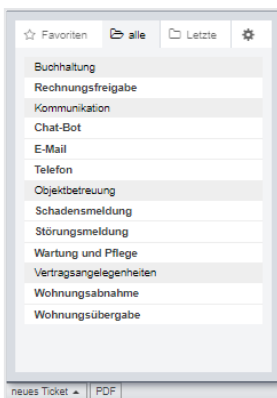 Favoriten alle Letzte
Buchhaltung
Rechnungsfreigabe
Kommunikation
Chat-Bot
E-Mail
Telefon
Objektbetreuung
Schadensmeldung
Störungsmeldung
Wartung und Pflege
Vertragsangelegenheiten
Wohnungsabnahme
Wohnungsübergabe
neues Ticket PDF